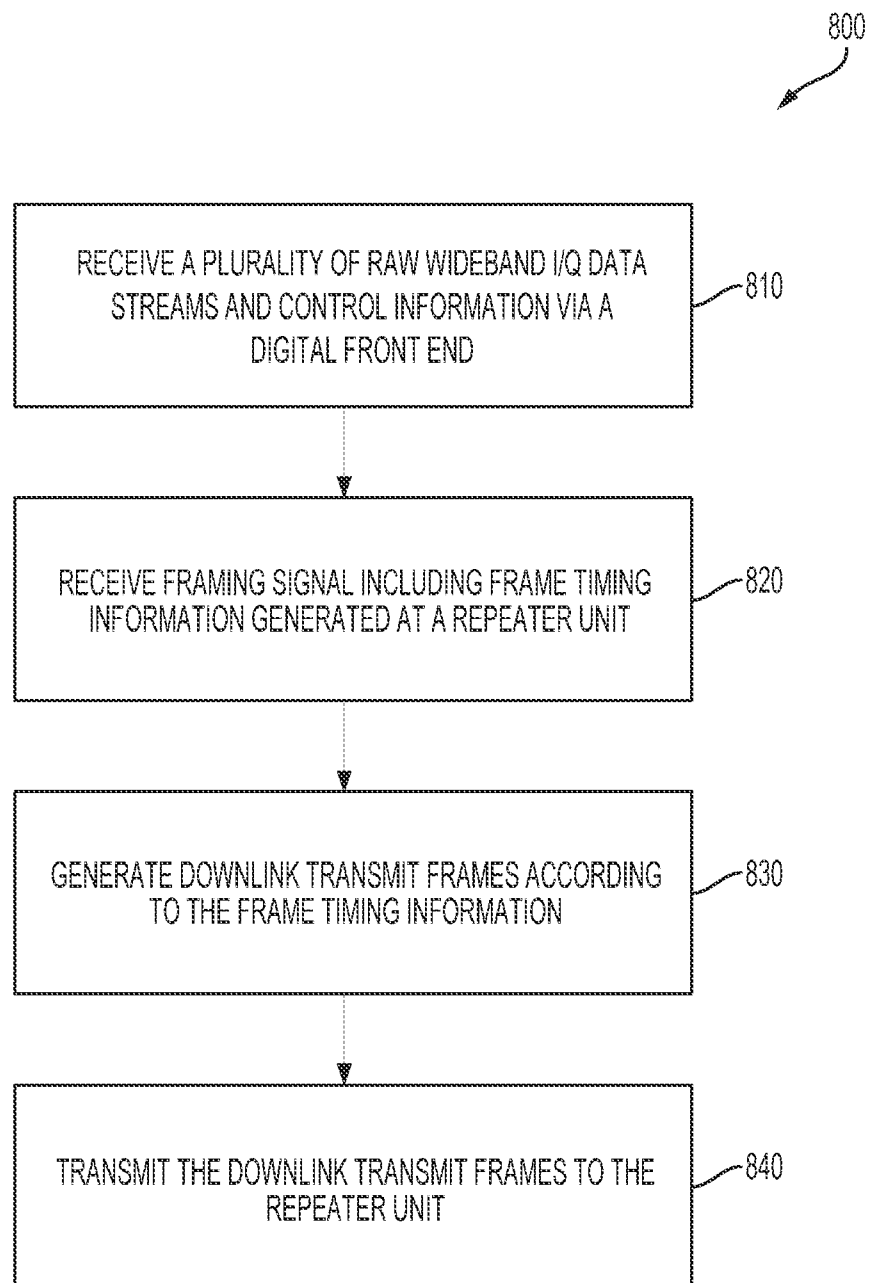 800
RECEIVE A PLURALITY OF RAW WIDEBAND I/Q DATA
STREAMS AND CONTROL INFORMATION VIA A
DIGITAL FRONT END
810
RECEIVE FRAMING SIGNAL INCLUDING FRAME TIMING
INFORMATION GENERATED AT A REPEATER UNIT
820
GENERATE DOWNLINK TRANSMIT FRAMES ACCORDING
TO THE FRAME TIMING INFORMATION
830
TRANSMIT THE DOWNLINK TRANSMIT FRAMES TO THE
REPEATER UNIT
840